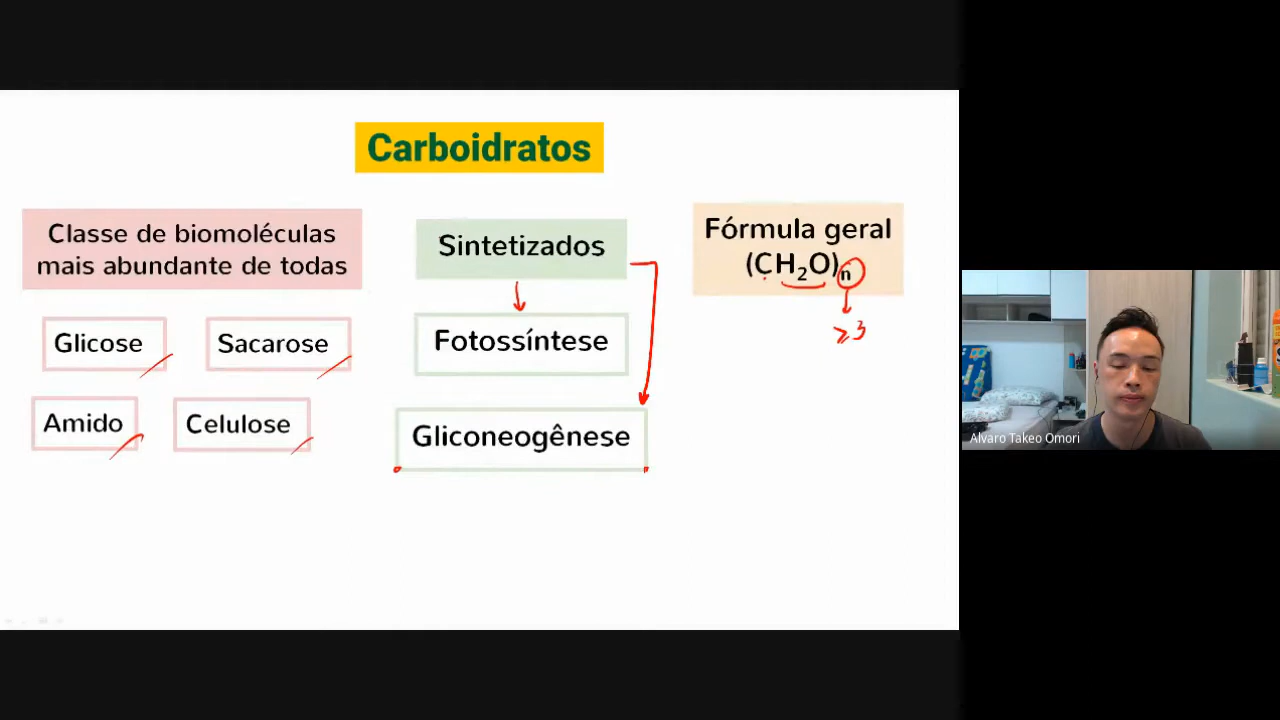 Carboidratos
Classe de biomoléculas
mais abundante de todas
Glicose
Sacarose
Amido
Celulose
Sintetizados
Fotossíntese
Gliconeogênese
Fórmula geral
(CH₂O)ₙ
⩾3
Alvaro Takeo Omori